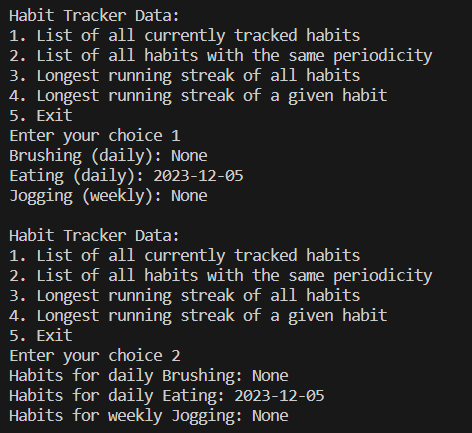 Habit Tracker Data:
1. List of all currently tracked habits
2. List of all habits with the same periodicity
3. Longest running streak of all habits
4. Longest running streak of a given habit
5. Exit
Enter your choice 1
Brushing (daily): None
Eating (daily): 2023-12-05
Jogging (weekly): None

Habit Tracker Data:
1. List of all currently tracked habits
2. List of all habits with the same periodicity
3. Longest running streak of all habits
4. Longest running streak of a given habit
5. Exit
Enter your choice 2
Habits for daily Brushing: None
Habits for daily Eating: 2023-12-05
Habits for weekly Jogging: None